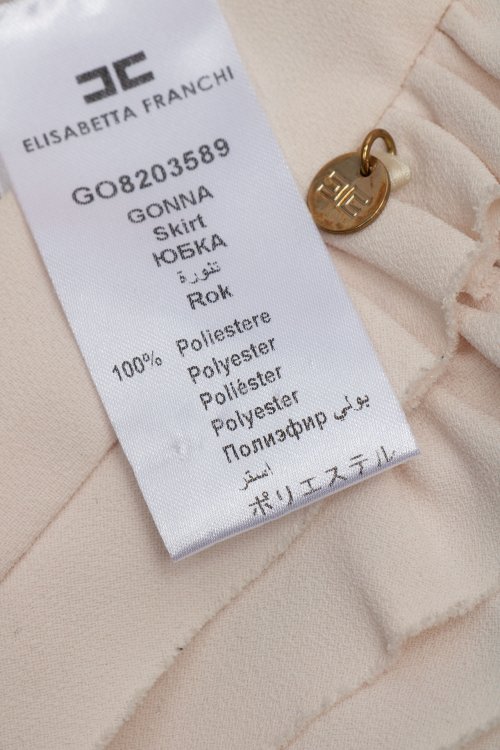 ELISABETTA FRANCHI
GO8203589
GONNA
Skirt
ЮБКА
تنورة
Rok
100% Poliestere
Polyester
Poliéster
Polyester
Полиэфир بولي
استر
ポリエステル